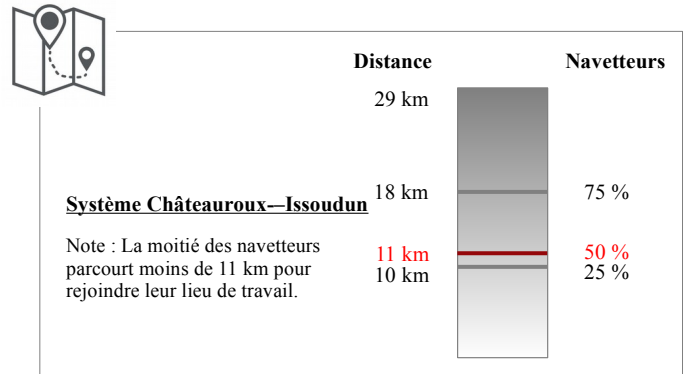 Distance Navetteurs
29 km
18 km 75 %
Système Châteauroux-–Issoudun
Note : La moitié des navetteurs
parcourt moins de 11 km pour
rejoindre leur lieu de travail.
11 km 50 %
10 km 25 %